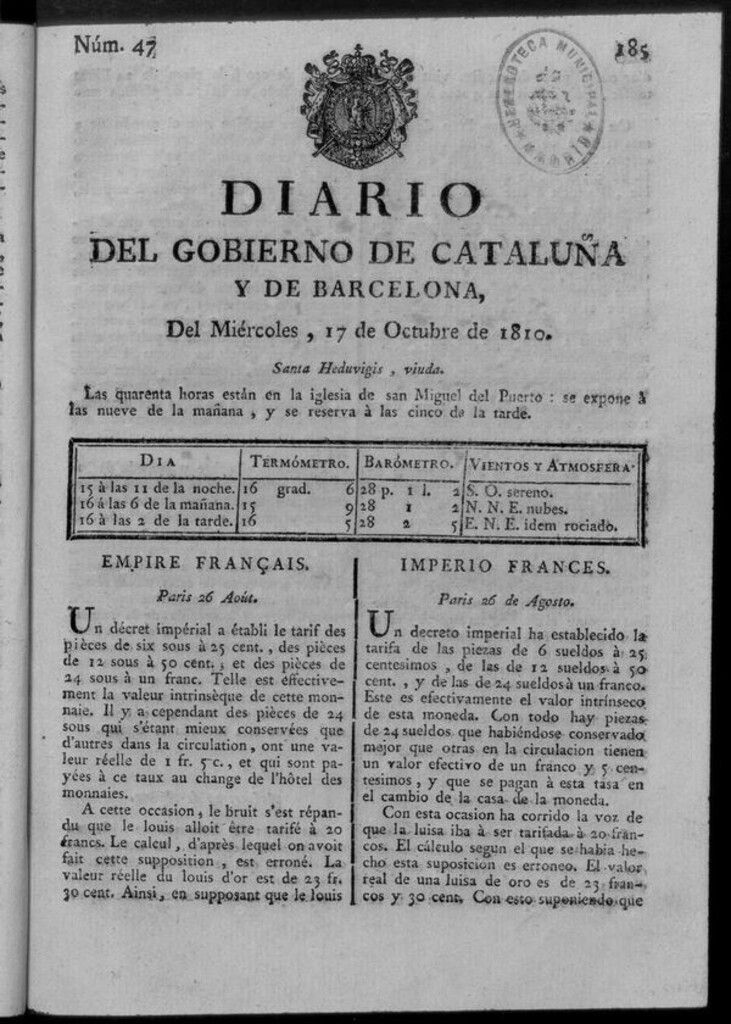 Núm. 47
185
BIBLIOTECA MUNICIPAL
MADRID
DIARIO
DEL GOBIERNO DE CATALUÑA
Y DE BARCELONA,
Del Miércoles, 17 de Octubre de 1810.
Santa Heduvigis, viuda.
Las quarenta horas están en la iglesia de san Miguel del Puerto: se expone à
las nueve de la mañana, y se reserva à las cinco de la tarde.
DIA TERMÓMETRO. BARÓMETRO. VIENTOS Y ATMOSFERA.
15 à las 11 de la noche. 16 grad. 6 28 p. 1 l. 2 S. O. sereno.
16 á las 6 de la mañana. 15 9 28 1 2 N. N. E. nubes.
16 à las 2 de la tarde. 16 5 28 2 5 E. N. E. idem rociado.
EMPIRE FRANÇAIS.
Paris 26 Août.
Un décret impérial a établi le tarif des
pièces de six sous à 25 cent., des pièces
de 12 sous à 50 cent.; et des pièces de
24 sous à un franc. Telle est effective-
ment la valeur intrinsèque de cette mon-
naie. Il y a cependant des pièces de 24
sous qui s'étant mieux conservées que
d'autres dans la circulation, ont une va-
leur réelle de 1 fr. 5 c., et qui sont pa-
yées à ce taux au change de l'hôtel des
monnaies.
A cette occasion, le bruit s'est répan-
du que le louis alloit être tarifé à 20
francs. Le calcul, d'après lequel on avoit
fait cette supposition, est erroné. La
valeur réelle du louis d'or est de 23 fr.
30 cent. Ainsi, en supposant que le louis
IMPERIO FRANCES.
Paris 26 de Agosto.
Un decreto imperial ha establecido la
tarifa de las piezas de 6 sueldos à 25
centesimos, de las de 12 sueldos à 50
cent., y de las de 24 sueldos à un franco.
Este es efectivamente el valor intrínseco
de esta moneda. Con todo hay piezas
de 24 sueldos que habiéndose conservado
mejor que otras en la circulacion tienen
un valor efectivo de un franco y 5 cen-
tesimos, y que se pagan à esta tasa en
el cambio de la casa de la moneda.
Con esta ocasion ha corrido la voz de
que la luisa iba à ser tarifada à 20 fran-
cos. El cálculo segun el que se habia he-
cho esta suposicion es erroneo. El valor
real de una luisa de oro es de 23 fran-
cos y 30 cent. Con esto suponiendo que